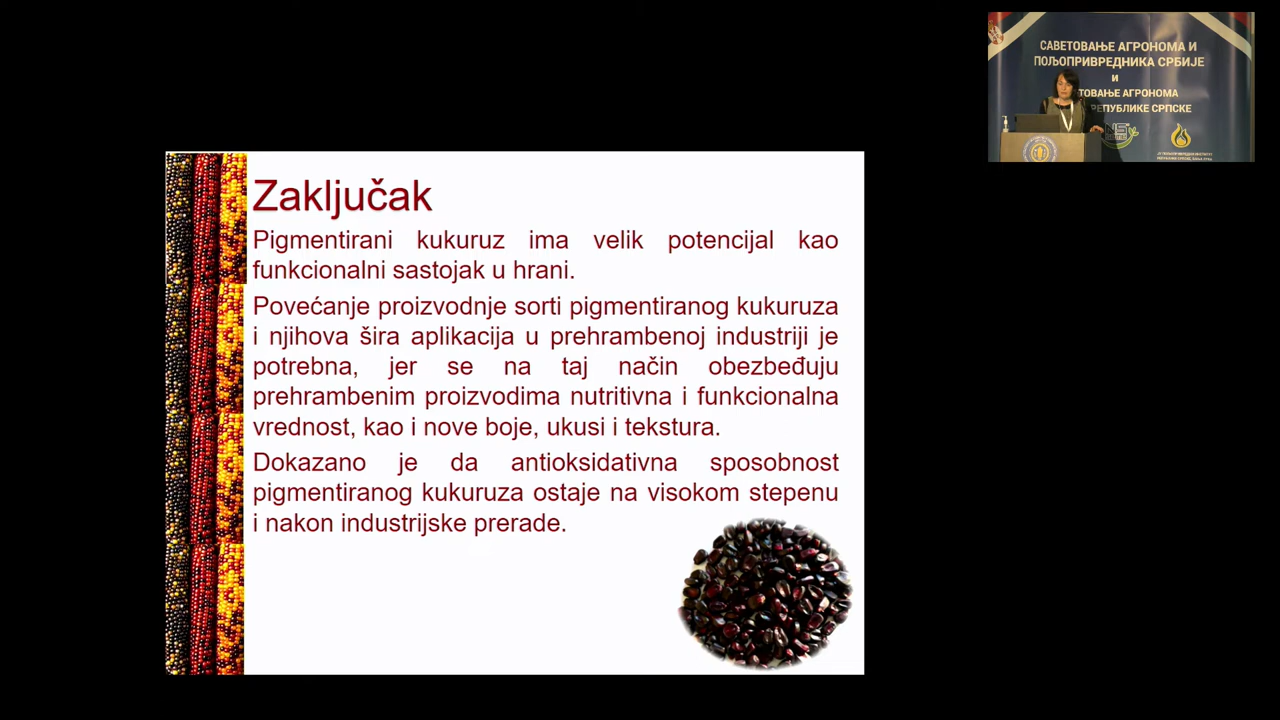 Zaključak
Pigmentirani kukuruz ima velik potencijal kao
funkcionalni sastojak u hrani.
Povećanje proizvodnje sorti pigmentiranog kukuruza
i njihova šira aplikacija u prehrambenoj industriji je
potrebna, jer se na taj način obezbeđuju
prehrambenim proizvodima nutritivna i funkcionalna
vrednost, kao i nove boje, ukusi i tekstura.
Dokazano je da antioksidativna sposobnost
pigmentiranog kukuruza ostaje na visokom stepenu
i nakon industrijske prerade.
САВЕТОВАЊЕ АГРОНОМА И
ПОЉОПРИВРЕДНИКА СРБИЈЕ
И
ТОВАЊЕ АГРОНОМА
РЕПУБЛИКЕ СРПСКЕ